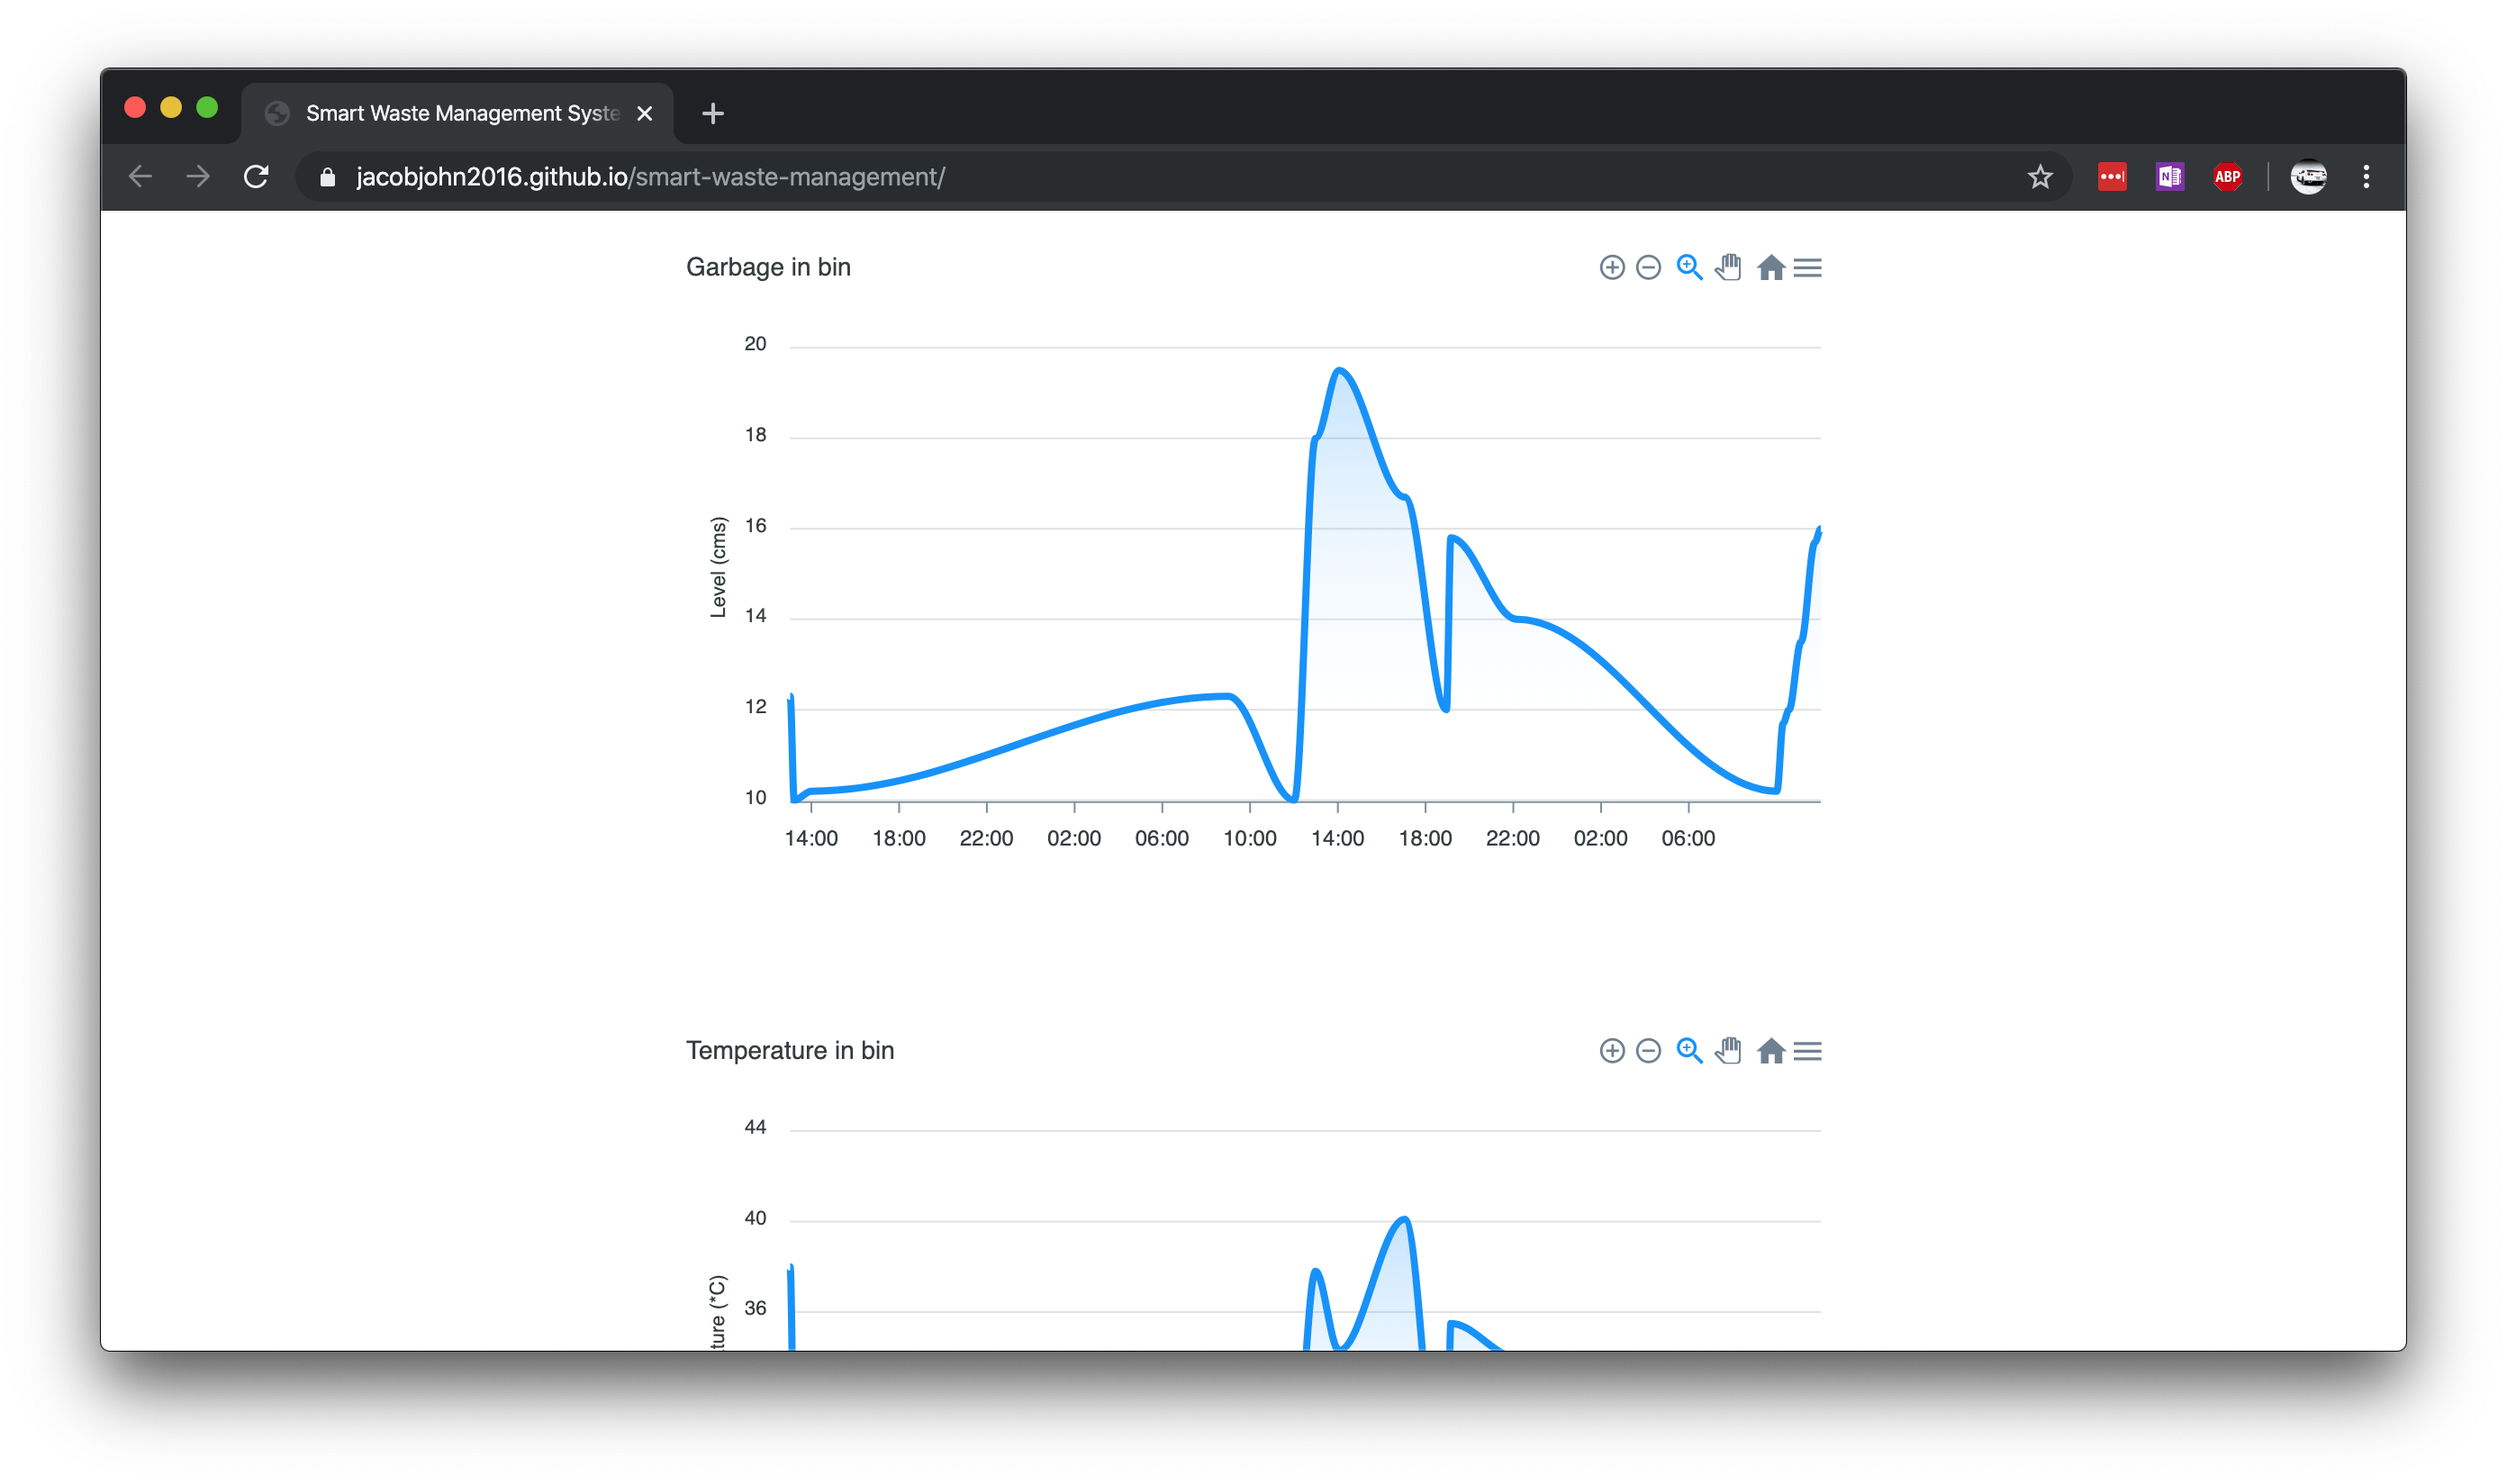 Smart Waste Management Syste
jacobjohn2016.github.io/smart-waste-management/
N
ABP
Garbage in bin
20
18
16
14
12
10
Level (cms)
14:00 18:00 22:00 02:00 06:00 10:00 14:00 18:00 22:00 02:00 06:00
Temperature in bin
44
40
36
ture (*C)